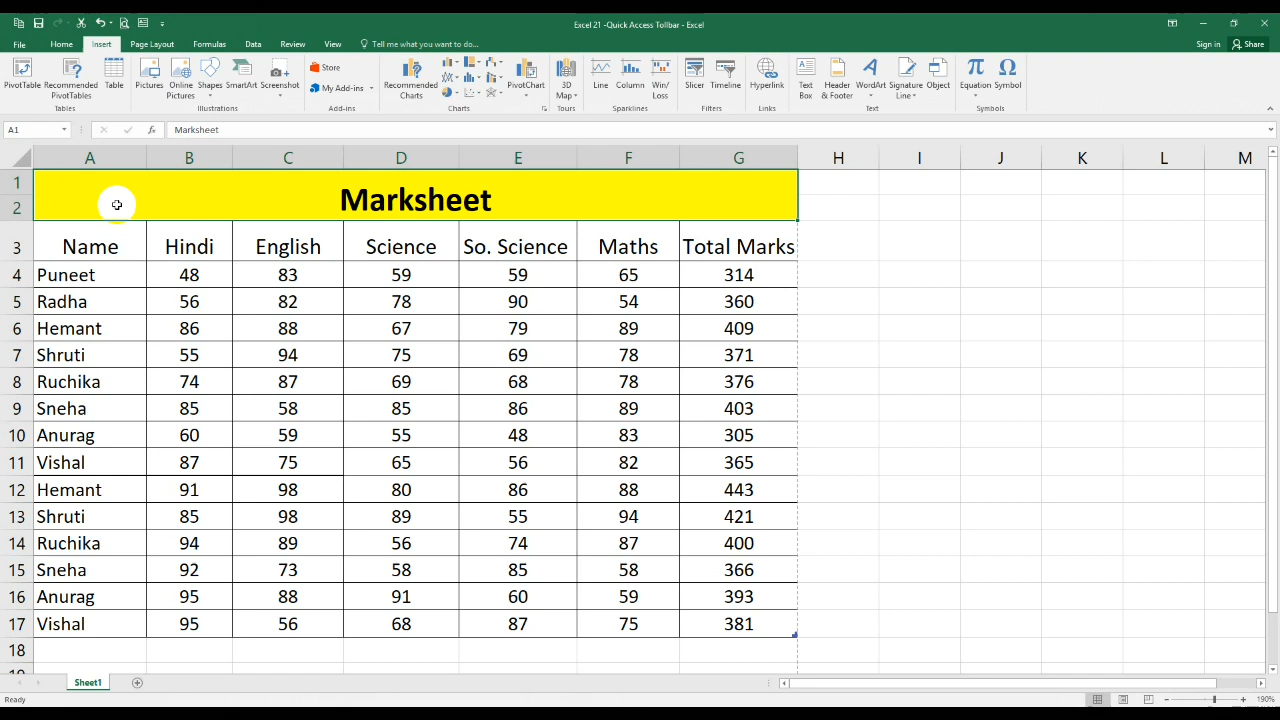 Excel 21 -Quick Access Tollbar - Excel
File Home Insert Page Layout Formulas Data Review View Tell me what you want to do... Sign in Share
PivotTable Recommended PivotTables Table Pictures Online Pictures Shapes SmartArt Screenshot Store My Add-ins Recommended Charts PivotChart 3D Map Line Column Win/Loss Slicer Timeline Hyperlink Text Box Header & Footer WordArt Signature Line Object Equation Symbol
Tables Illustrations Add-ins Charts Tours Sparklines Filters Links Text Symbols
A1 fx Marksheet
A B C D E F G H I J K L M
1 Marksheet
2
3 Name Hindi English Science So. Science Maths Total Marks
4 Puneet 48 83 59 59 65 314
5 Radha 56 82 78 90 54 360
6 Hemant 86 88 67 79 89 409
7 Shruti 55 94 75 69 78 371
8 Ruchika 74 87 69 68 78 376
9 Sneha 85 58 85 86 89 403
10 Anurag 60 59 55 48 83 305
11 Vishal 87 75 65 56 82 365
12 Hemant 91 98 80 86 88 443
13 Shruti 85 98 89 55 94 421
14 Ruchika 94 89 56 74 87 400
15 Sneha 92 73 58 85 58 366
16 Anurag 95 88 91 60 59 393
17 Vishal 95 56 68 87 75 381
18
19
Sheet1
Ready 190%